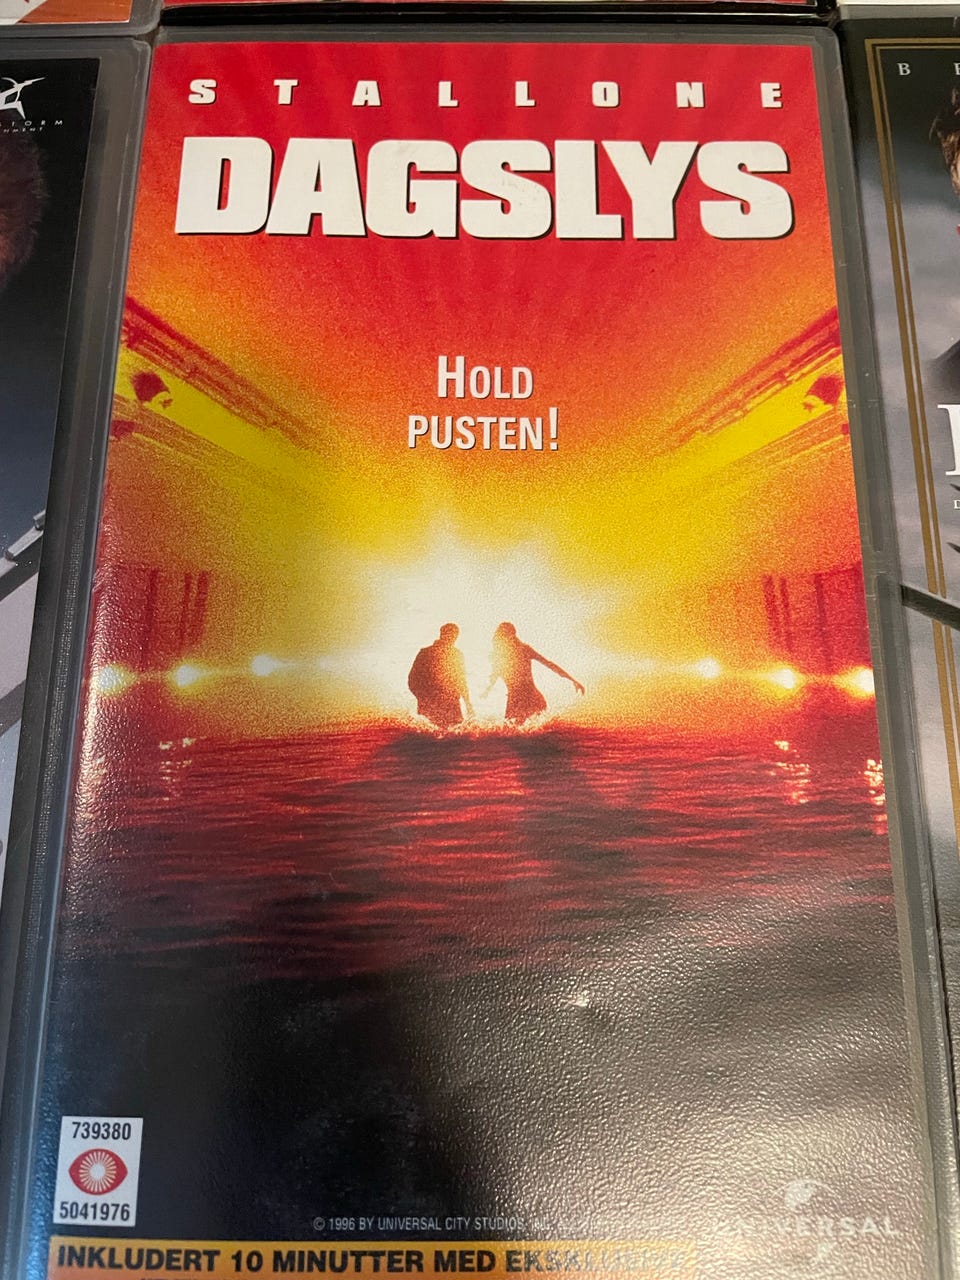 STALLONE
DAGSLYS
HOLD
PUSTEN!
739380
5041976
© 1996 BY UNIVERSAL CITY STUDIOS, INC.
UNIVERSAL
INKLUDERT 10 MINUTTER MED